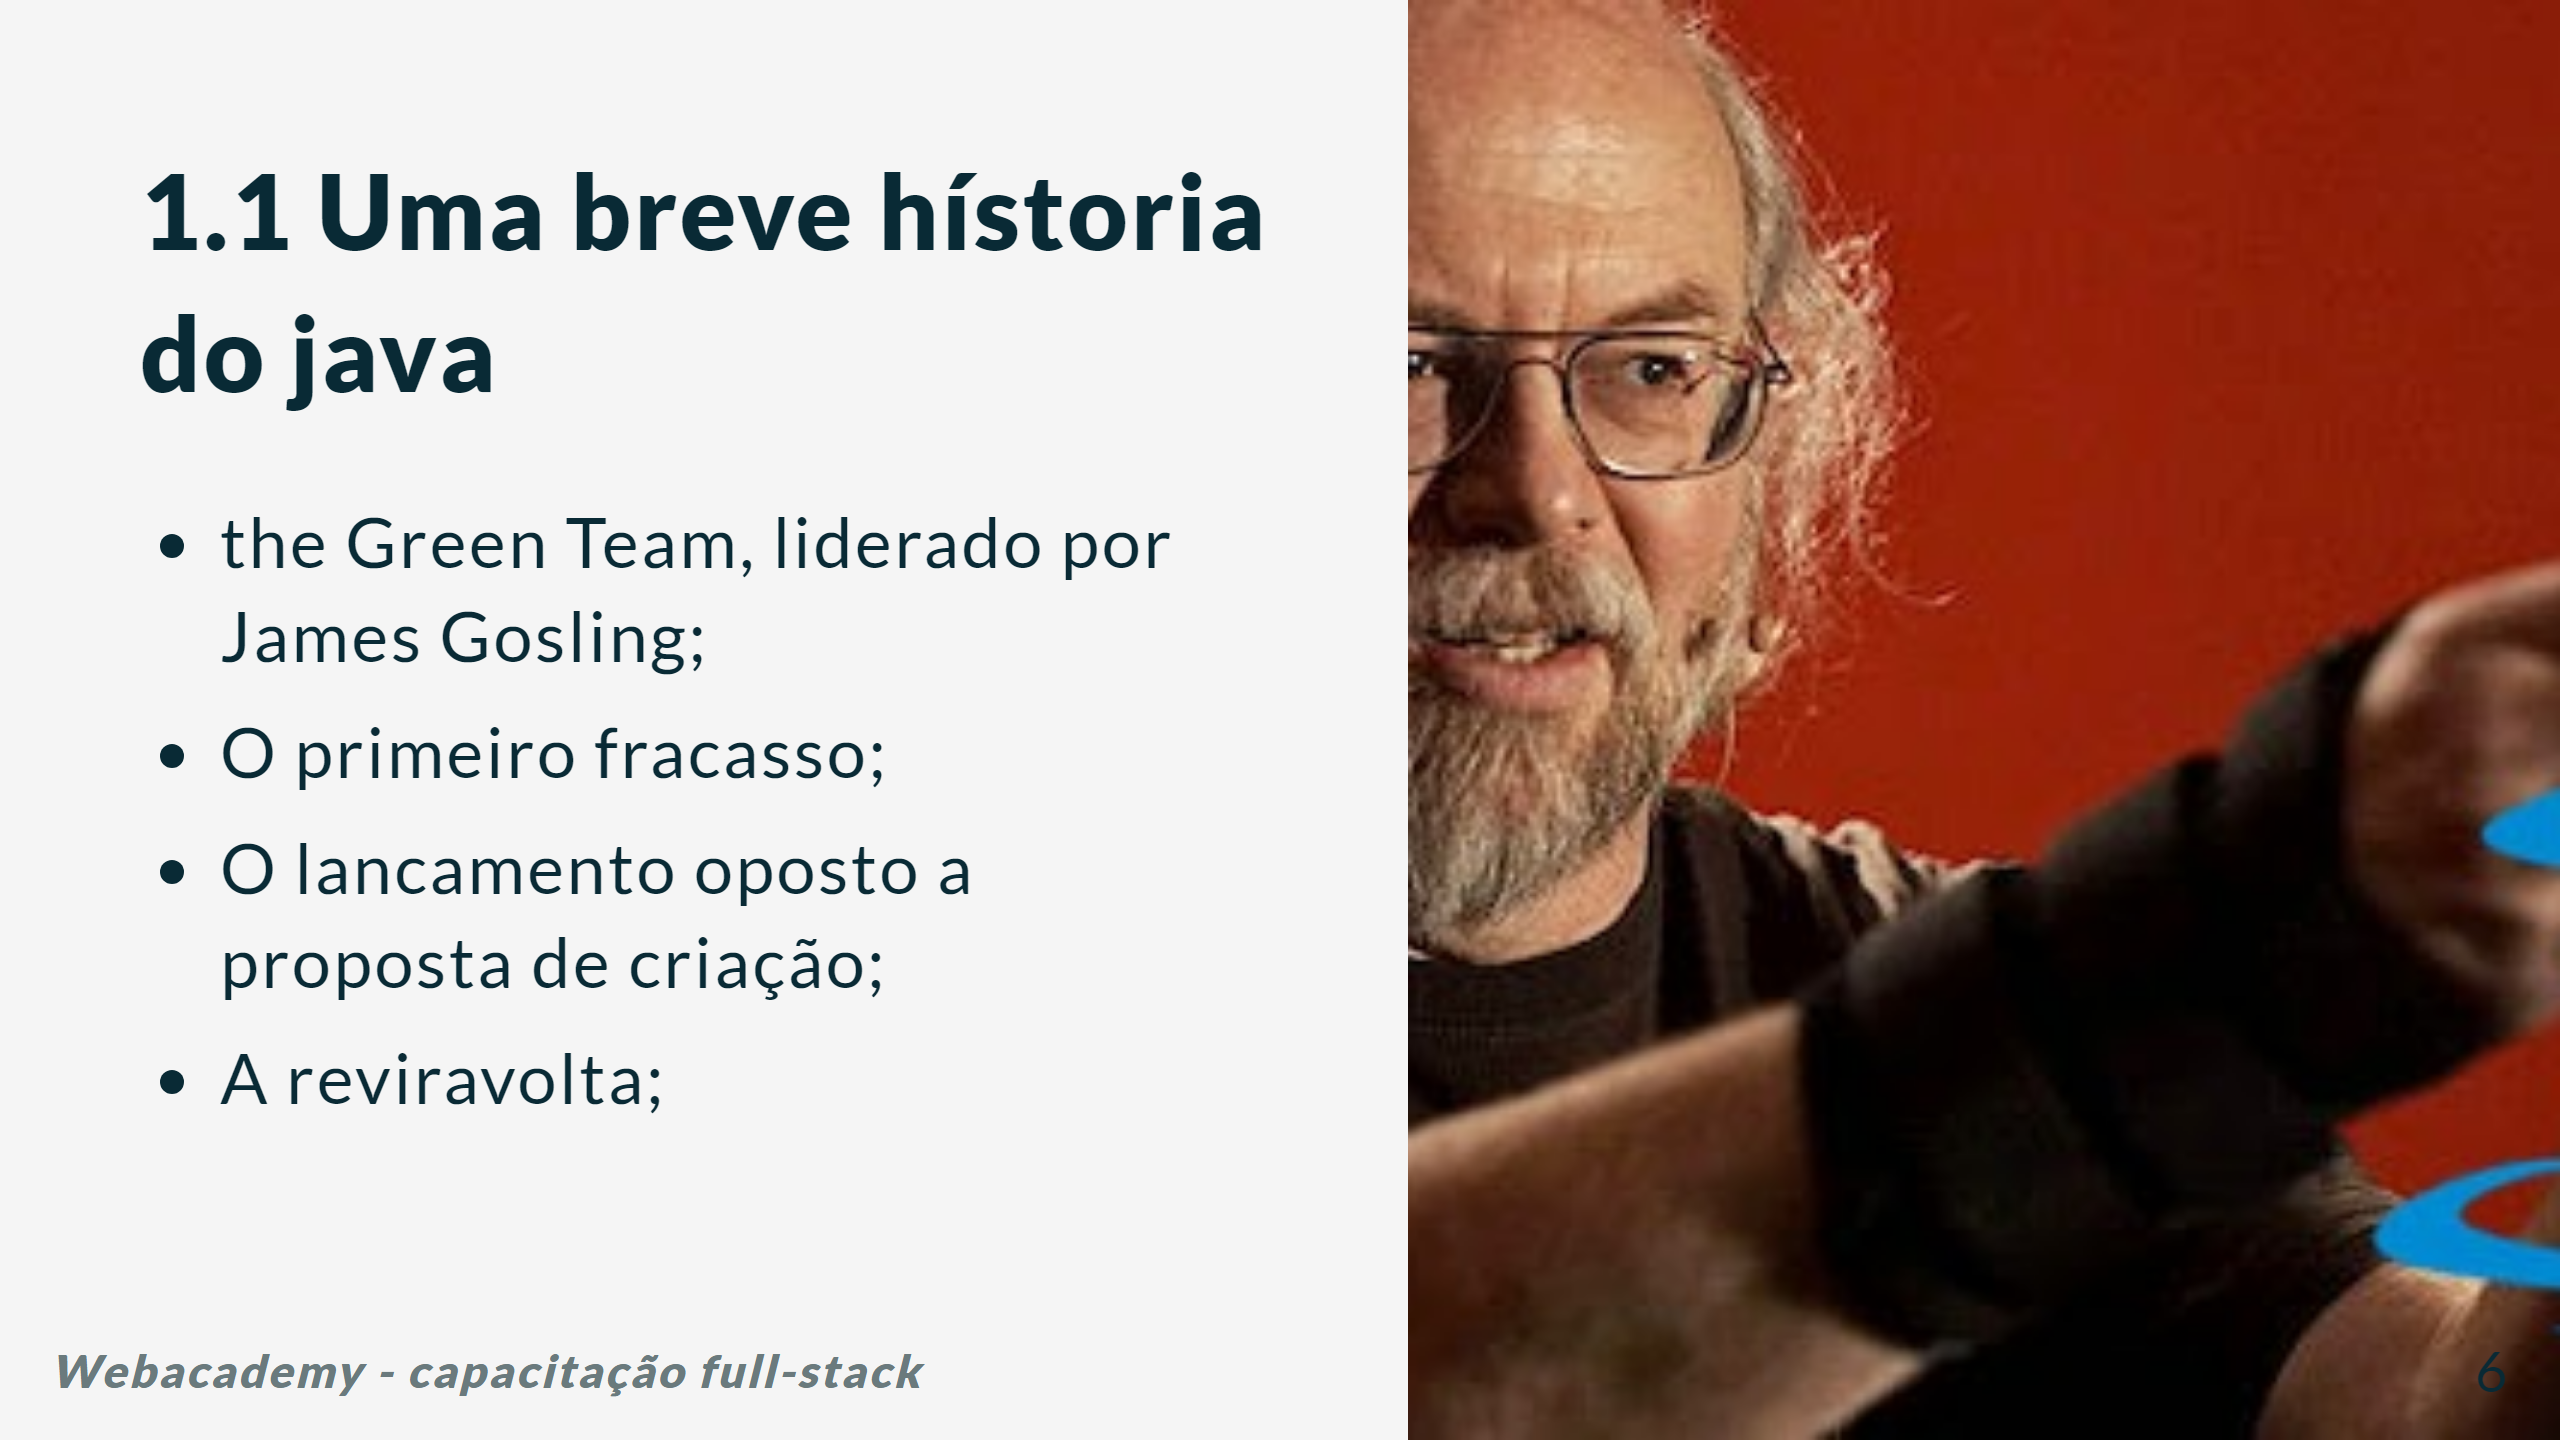 1.1 Uma breve hístoria
do java
• the Green Team, liderado por
James Gosling;
• O primeiro fracasso;
• O lancamento oposto a
proposta de criação;
• A reviravolta;
Webacademy - capacitação full-stack
6